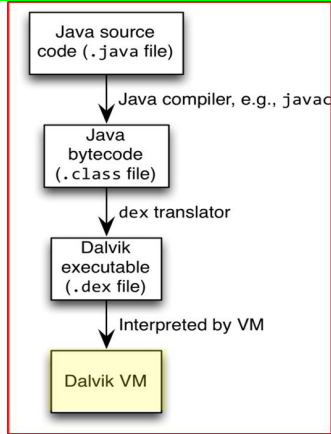 Java source
code (.java file)
Java compiler, e.g., javac
Java
bytecode
(.class file)
dex translator
Dalvik
executable
(.dex file)
Interpreted by VM
Dalvik VM